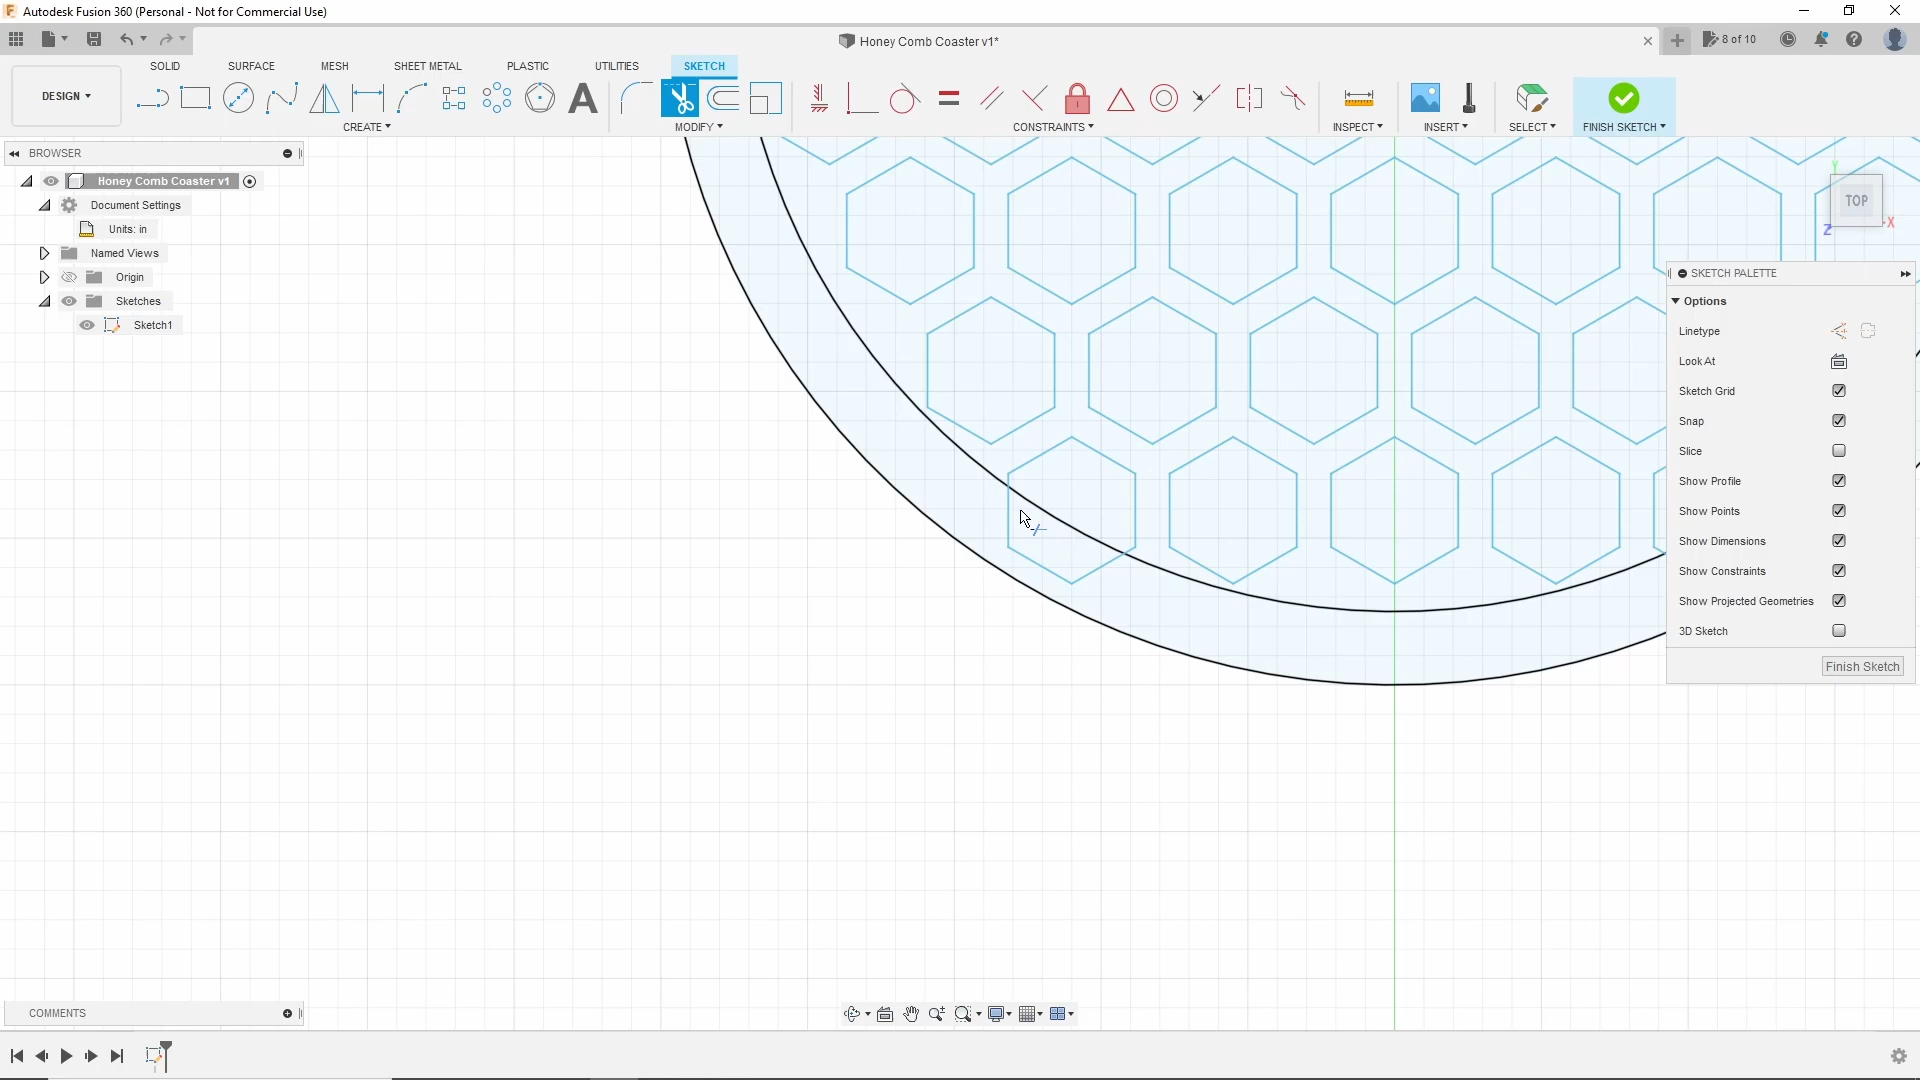 Autodesk Fusion 360 (Personal - Not for Commercial Use)
Honey Comb Coaster v1*
8 of 10
SOLID SURFACE MESH SHEET METAL PLASTIC UTILITIES SKETCH
DESIGN
CREATE MODIFY CONSTRAINTS INSPECT INSERT SELECT FINISH SKETCH
BROWSER
Honey Comb Coaster v1
Document Settings
Units: in
Named Views
Origin
Sketches
Sketch1
Y
TOP
X
Z
SKETCH PALETTE
Options
Linetype
Look At
Sketch Grid
Snap
Slice
Show Profile
Show Points
Show Dimensions
Show Constraints
Show Projected Geometries
3D Sketch
Finish Sketch
COMMENTS